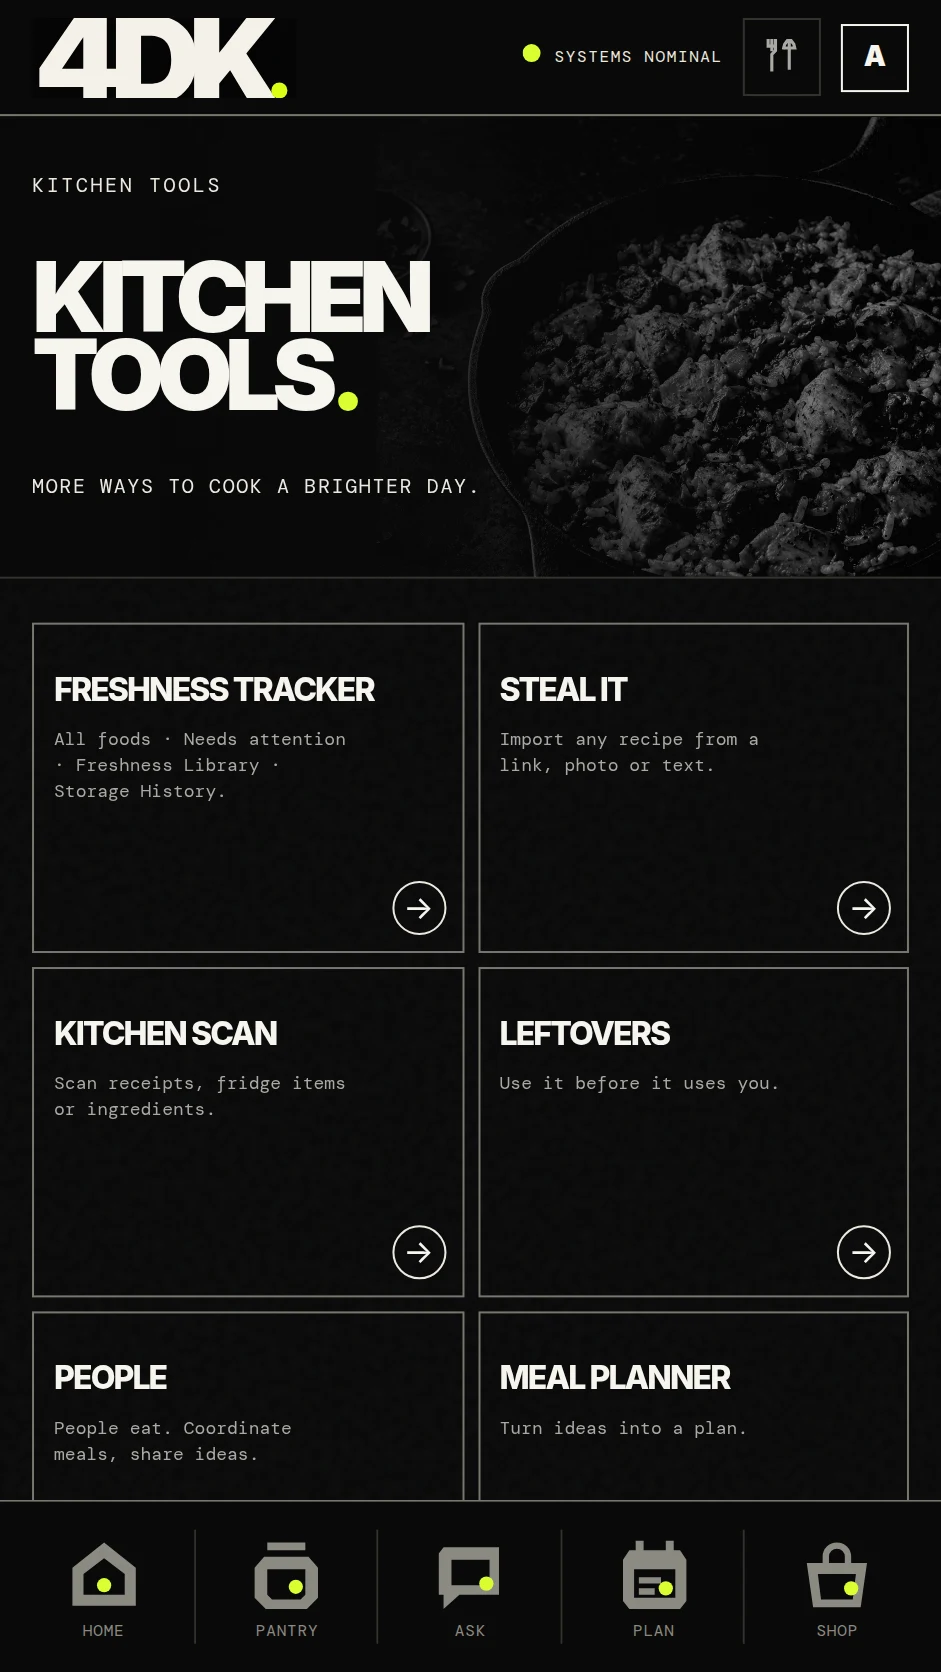 4DK.
SYSTEMS NOMINAL
A
KITCHEN TOOLS
KITCHEN
TOOLS.
MORE WAYS TO COOK A BRIGHTER DAY.
FRESHNESS TRACKER
All foods · Needs attention
· Freshness Library ·
Storage History.
STEAL IT
Import any recipe from a
link, photo or text.
KITCHEN SCAN
Scan receipts, fridge items
or ingredients.
LEFTOVERS
Use it before it uses you.
PEOPLE
People eat. Coordinate
meals, share ideas.
MEAL PLANNER
Turn ideas into a plan.
HOME
PANTRY
ASK
PLAN
SHOP